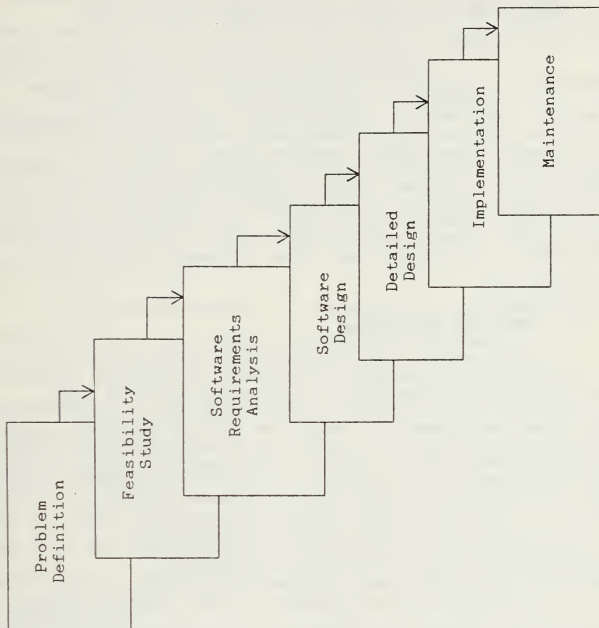 Problem
Definition
Feasibility
Study
Software
Requirements
Analysis
Software
Design
Detailed
Design
Implementation
Maintenance